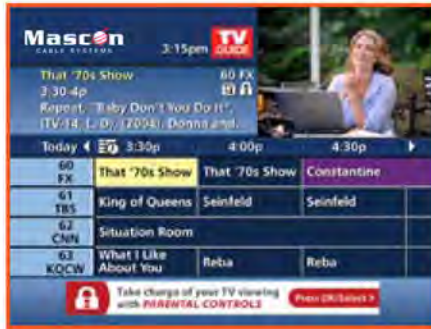 Mascon
CABLE SYSTEMS
3:15pm
TV
GUIDE
That '70s Show 60 FX
3:30-4p
Repeat, "Baby Don't You
Do It".
(TV-14, L, D), (2004), Donna and
Today 3:30p 4:00p 4:30p
60
FX
That '70s Show That '70s Show Constantine
61
TBS
King of Queens Seinfeld Seinfeld
62
CNN
Situation Room
63
KQCW
What I Like
About You
Reba Reba
Take charge of your TV viewing
with PARENTAL CONTROLS
Press OK/Select >